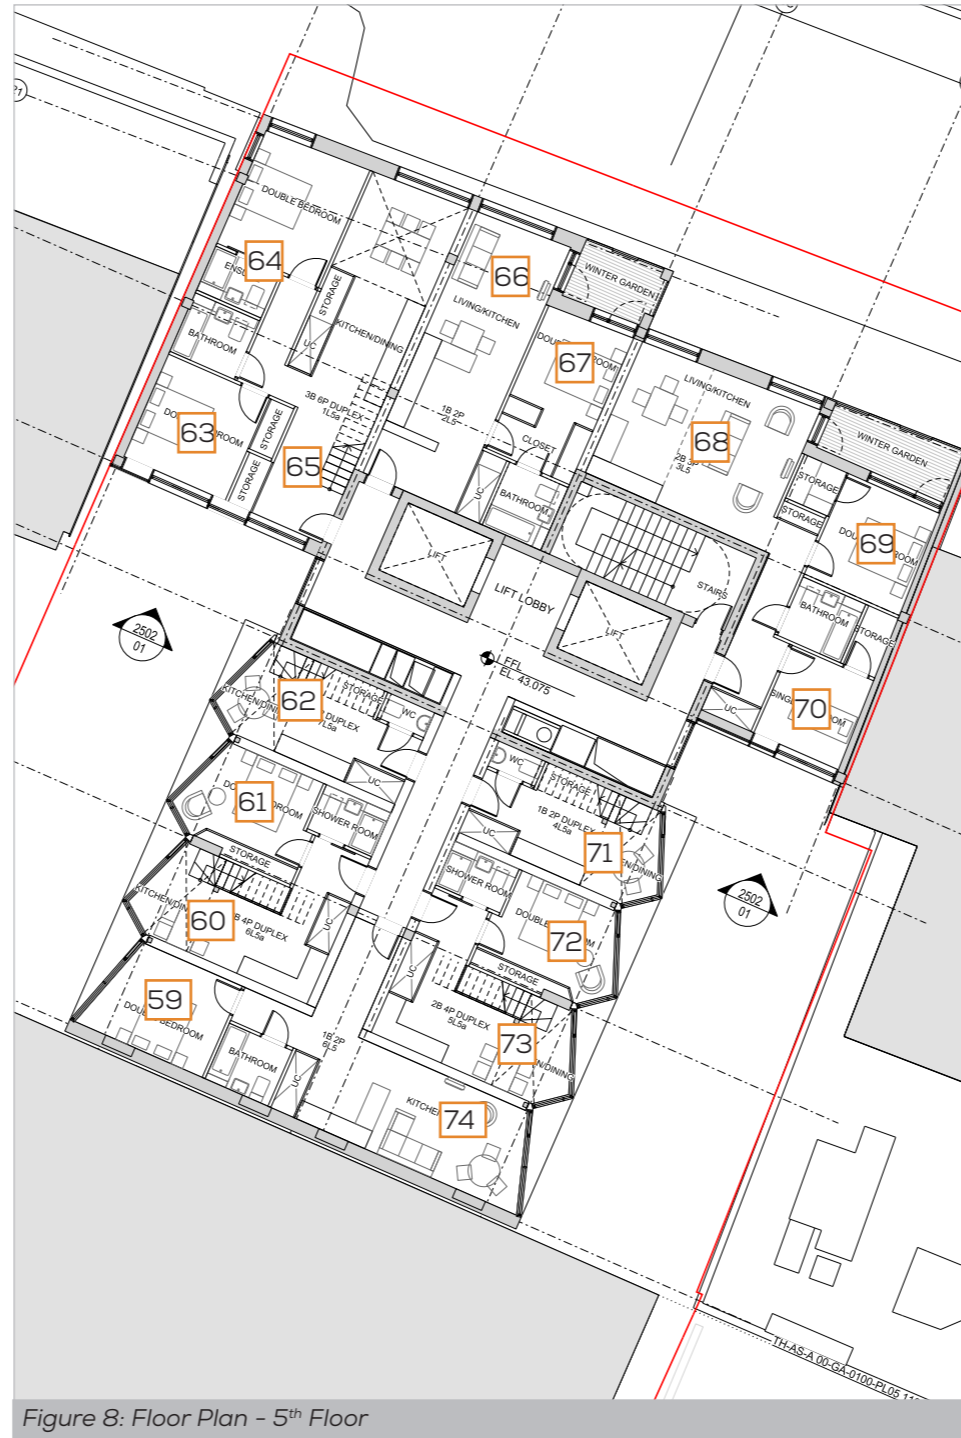 21
DOUBLE BEDROOM
64
STORAGE
UC
KITCHEN/DINING
BATHROOM
3B 6P DUPLEX
1L5a
63
STORAGE
STORAGE
65
66
LIVING/KITCHEN
1B 2P
2L5
WINTER GARDEN
67
CLOSET
UC
BATHROOM
LIVING/KITCHEN
68
3L5
WINTER GARDEN
STORAGE
STORAGE
69
BATHROOM
STORAGE
70
UC
LIFT
LIFT LOBBY
LIFT
STAIRS
FFL
EL. 43.075
2502
01
62
STORAGE
WC
UC
61
SHOWER ROOM
STORAGE
60
UC
6L5a
59
BATHROOM
UC
1B 2P
6L5
WC
STORAGE
1B 2P DUPLEX
4L5a
UC
71
SHOWER ROOM
72
STORAGE
UC
2B 4P DUPLEX
5L5a
73
74
2502
01
Figure 8: Floor Plan - 5th Floor